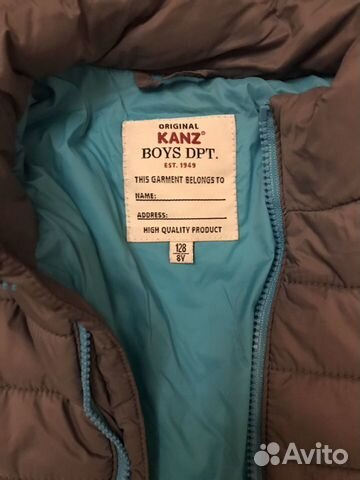 ORIGINAL
KANZ®
BOYS DPT.
EST. 1949
THIS GARMENT BELONGS TO
NAME:
ADDRESS:
HIGH QUALITY PRODUCT
128
8Y
Avito